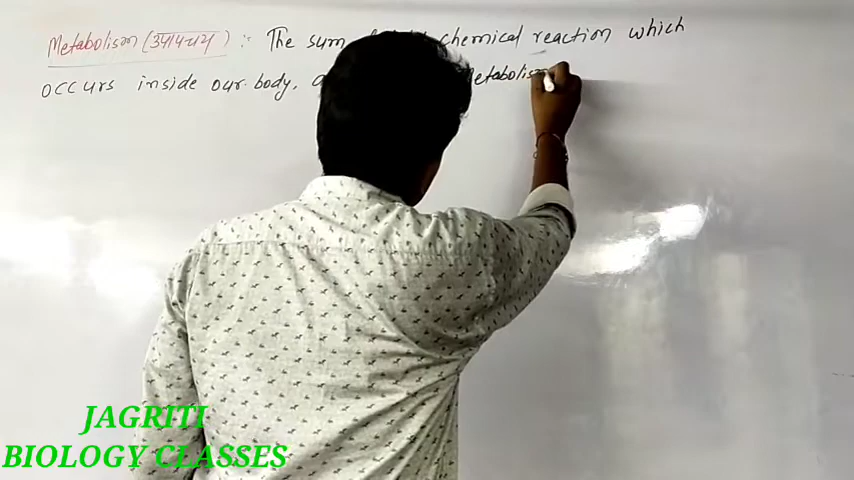 Metabolism (उपापचय) :- The sum chemical reaction which
occurs inside our body, Metabolism
JAGRITI
BIOLOGY CLASSES